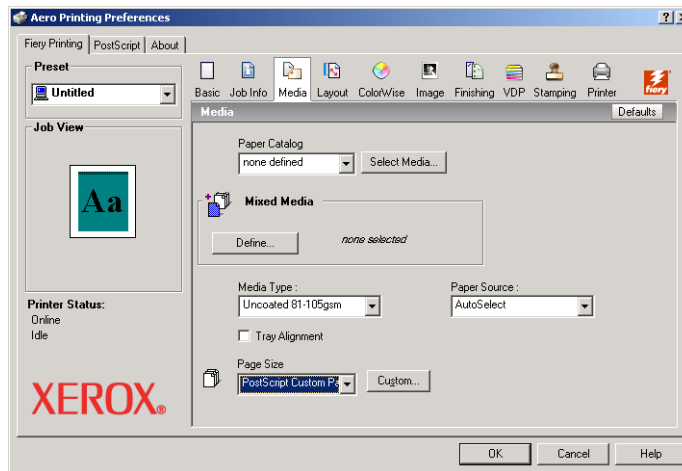 Aero Printing Preferences
Fiery Printing PostScript About
Preset
Untitled
Job View
Aa
Printer Status:
Online
Idle
XEROX®
Basic Job Info Media Layout ColorWise Image Finishing VDP Stamping Printer
fiery
Media Defaults
Paper Catalog
none defined Select Media...
Mixed Media
Define... none selected
Media Type :
Uncoated 81-105gsm
Paper Source :
AutoSelect
Tray Alignment
Page Size
PostScript Custom Pa Custom...
OK Cancel Help